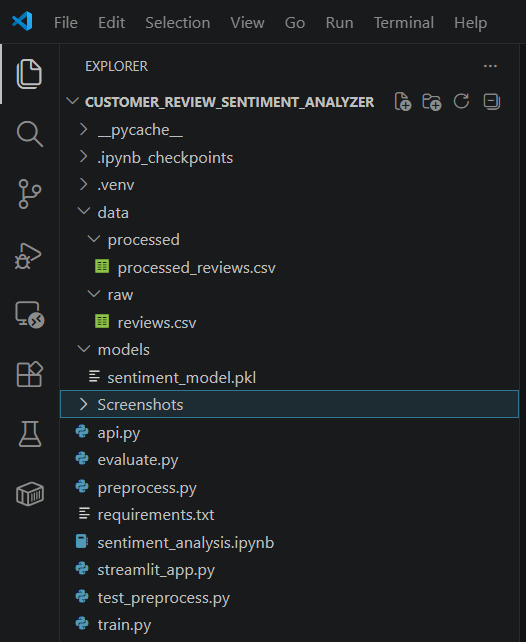 File Edit Selection View Go Run Terminal Help
EXPLORER ...
CUSTOMER_REVIEW_SENTIMENT_ANALYZER
__pycache__
.ipynb_checkpoints
.venv
data
processed
processed_reviews.csv
raw
reviews.csv
models
sentiment_model.pkl
Screenshots
api.py
evaluate.py
preprocess.py
requirements.txt
sentiment_analysis.ipynb
streamlit_app.py
test_preprocess.py
train.py